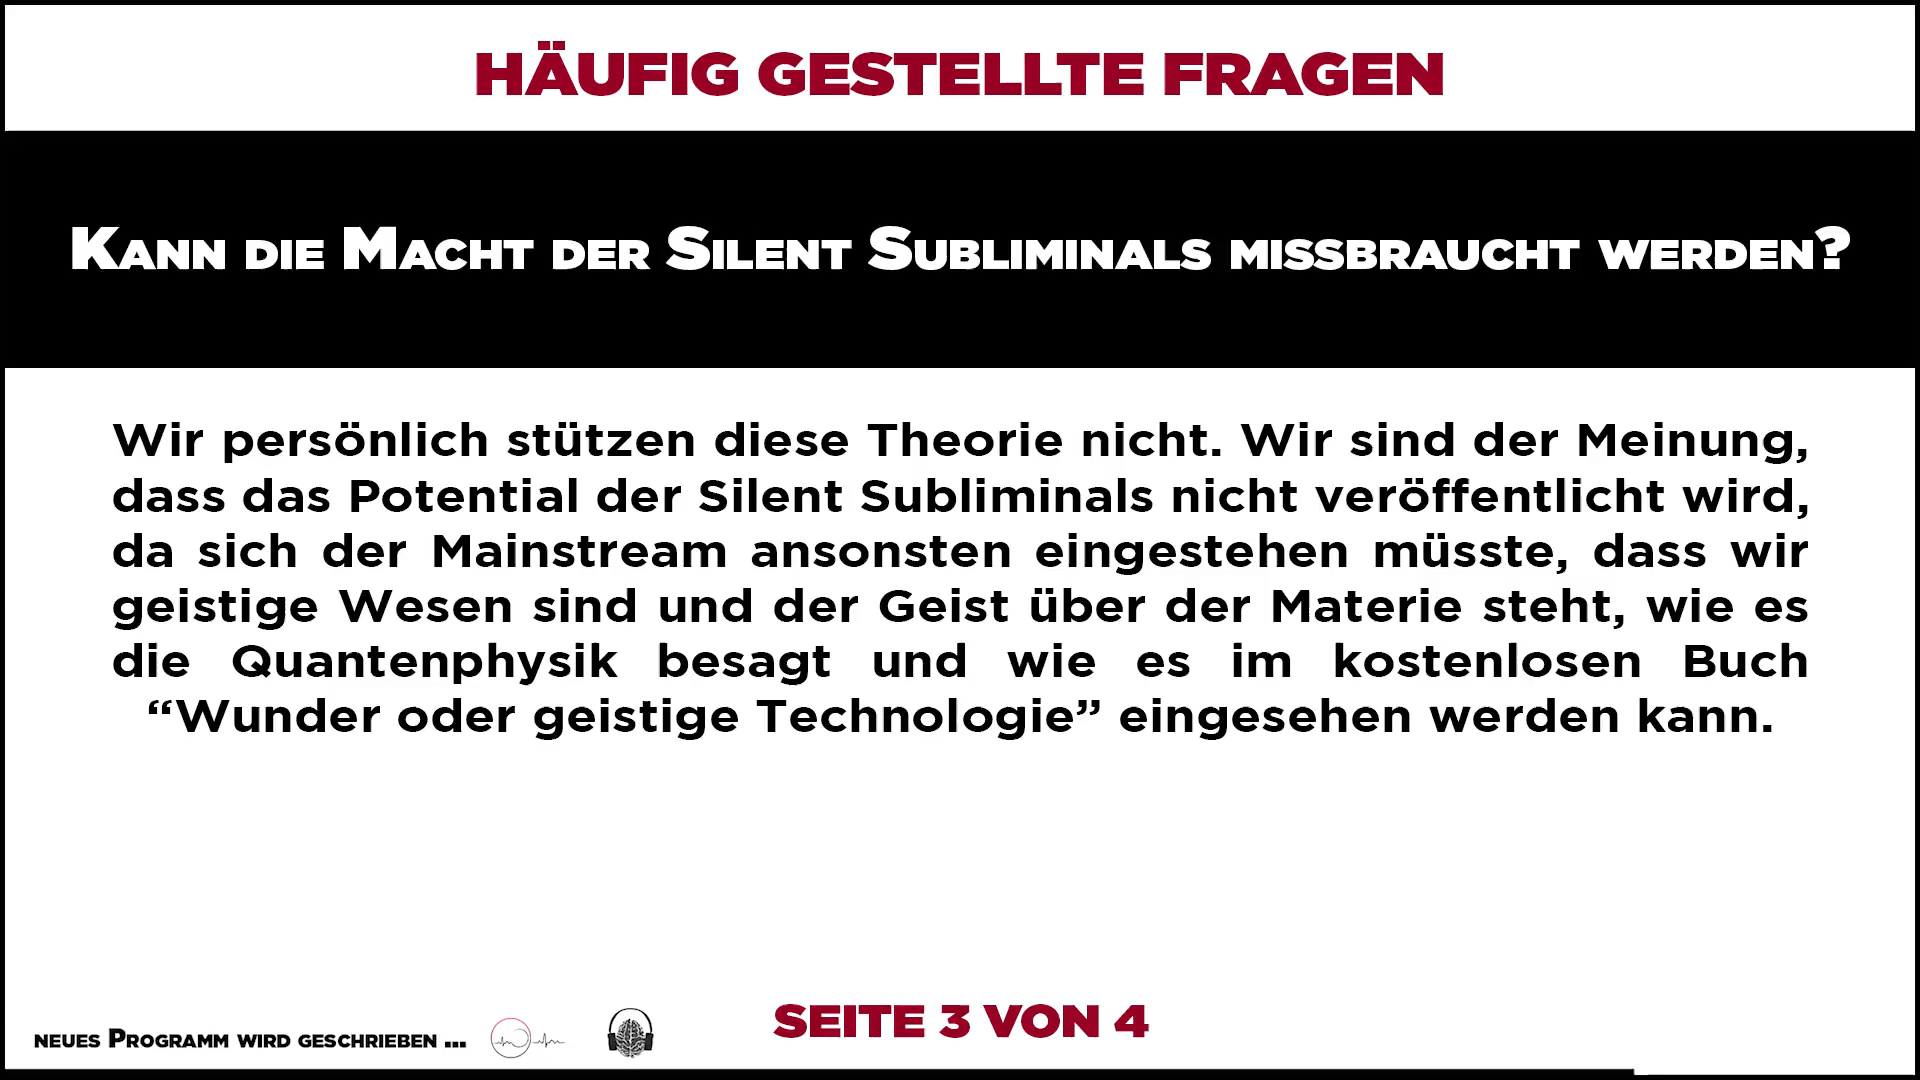 HÄUFIG GESTELLTE FRAGEN
Kann die Macht der Silent Subliminals missbraucht werden?
Wir persönlich stützen diese Theorie nicht. Wir sind der Meinung,
dass das Potential der Silent Subliminals nicht veröffentlicht wird,
da sich der Mainstream ansonsten eingestehen müsste, dass wir
geistige Wesen sind und der Geist über der Materie steht, wie es
die Quantenphysik besagt und wie es im kostenlosen Buch
“Wunder oder geistige Technologie” eingesehen werden kann.
SEITE 3 VON 4
neues Programm wird geschrieben ...